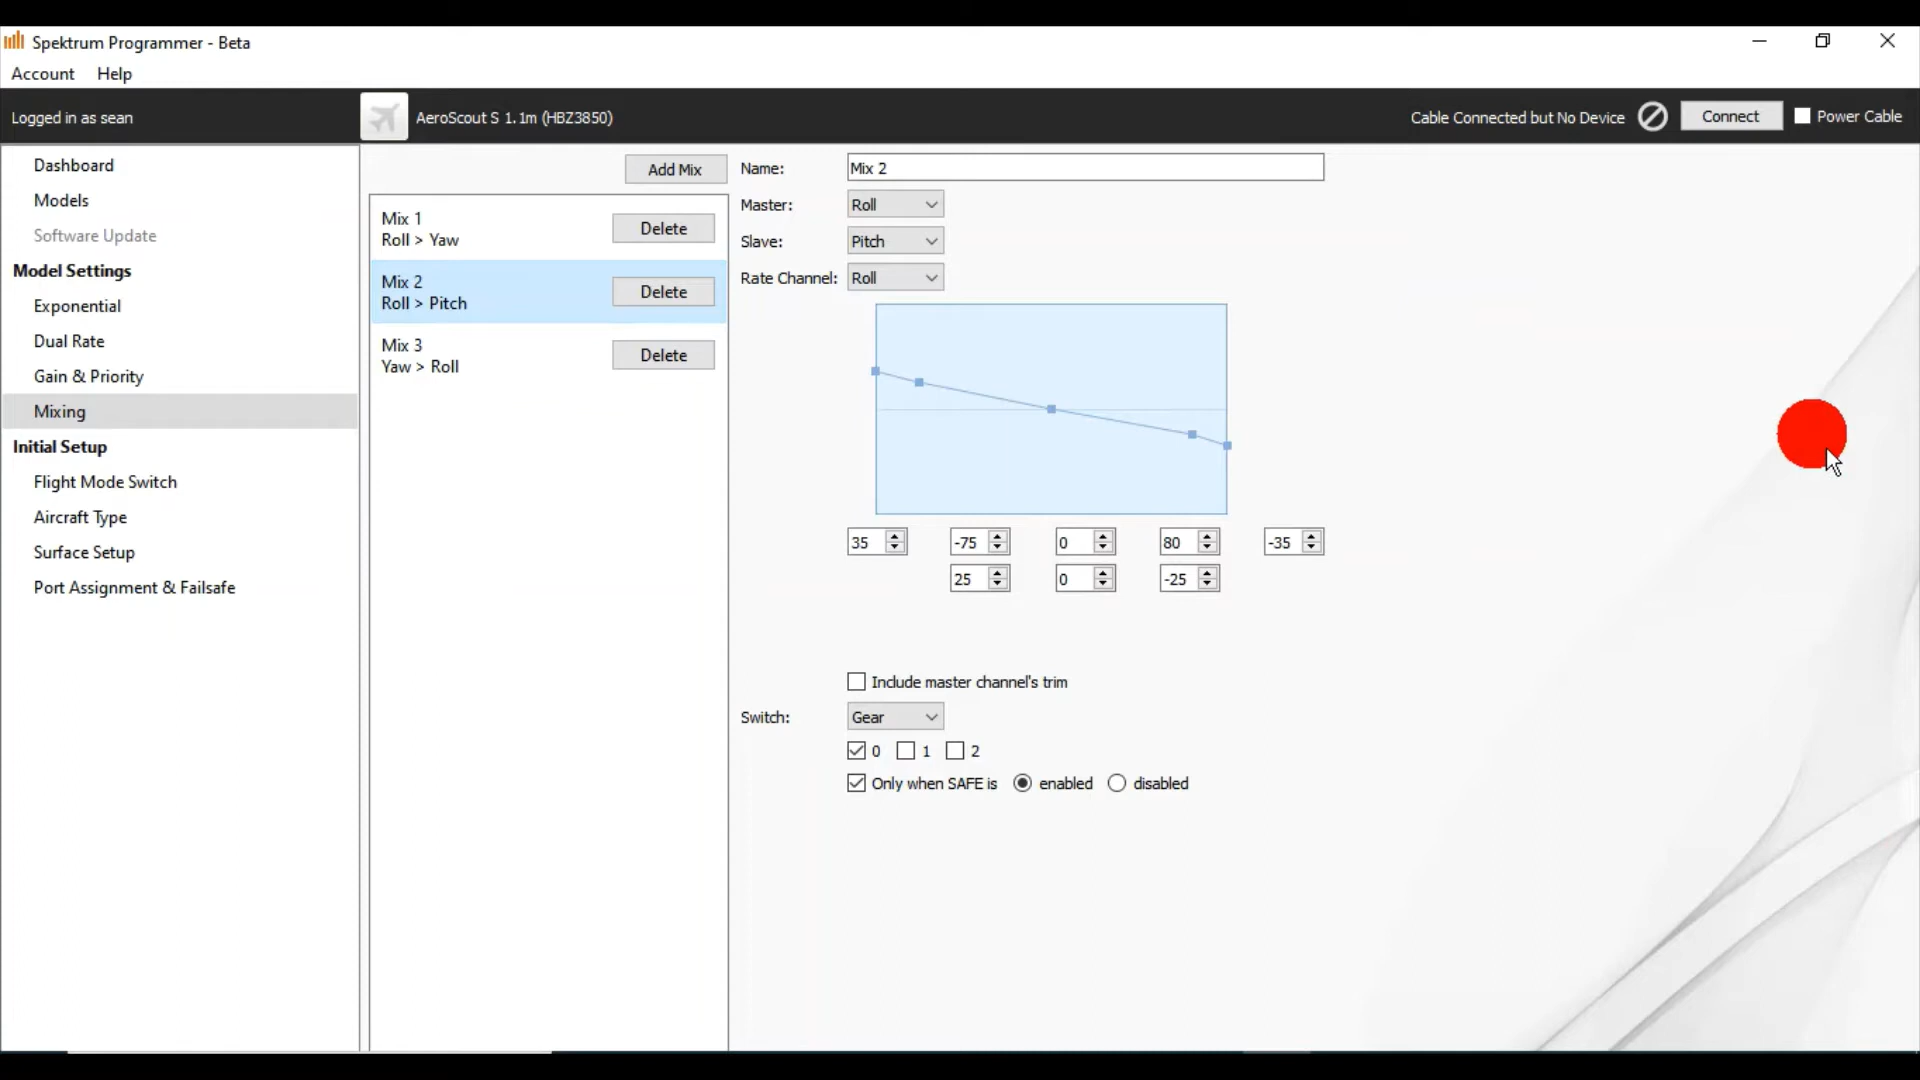 Spektrum Programmer - Beta
Account Help
Logged in as sean
AeroScout S 1.1m (HBZ3850)
Cable Connected but No Device
Connect
Power Cable
Dashboard
Models
Software Update
Model Settings
Exponential
Dual Rate
Gain & Priority
Mixing
Initial Setup
Flight Mode Switch
Aircraft Type
Surface Setup
Port Assignment & Failsafe
Add Mix
Mix 1
Roll > Yaw
Delete
Mix 2
Roll > Pitch
Delete
Mix 3
Yaw > Roll
Delete
Name: Mix 2
Master: Roll
Slave: Pitch
Rate Channel: Roll
35 -75 0 80 -35
25 0 -25
Include master channel's trim
Switch: Gear
0 1 2
Only when SAFE is enabled disabled